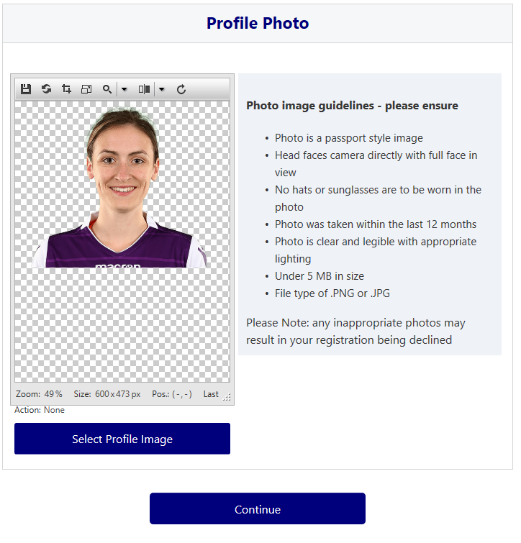 Profile Photo
Photo image guidelines - please ensure
• Photo is a passport style image
• Head faces camera directly with full face in
view
• No hats or sunglasses are to be worn in the
photo
• Photo was taken within the last 12 months
• Photo is clear and legible with appropriate
lighting
• Under 5 MB in size
• File type of .PNG or .JPG
Please Note: any inappropriate photos may
result in your registration being declined
macron
Zoom: 49% Size: 600x473px Pos.: (-,-) Last
Action: None
Select Profile Image
Continue